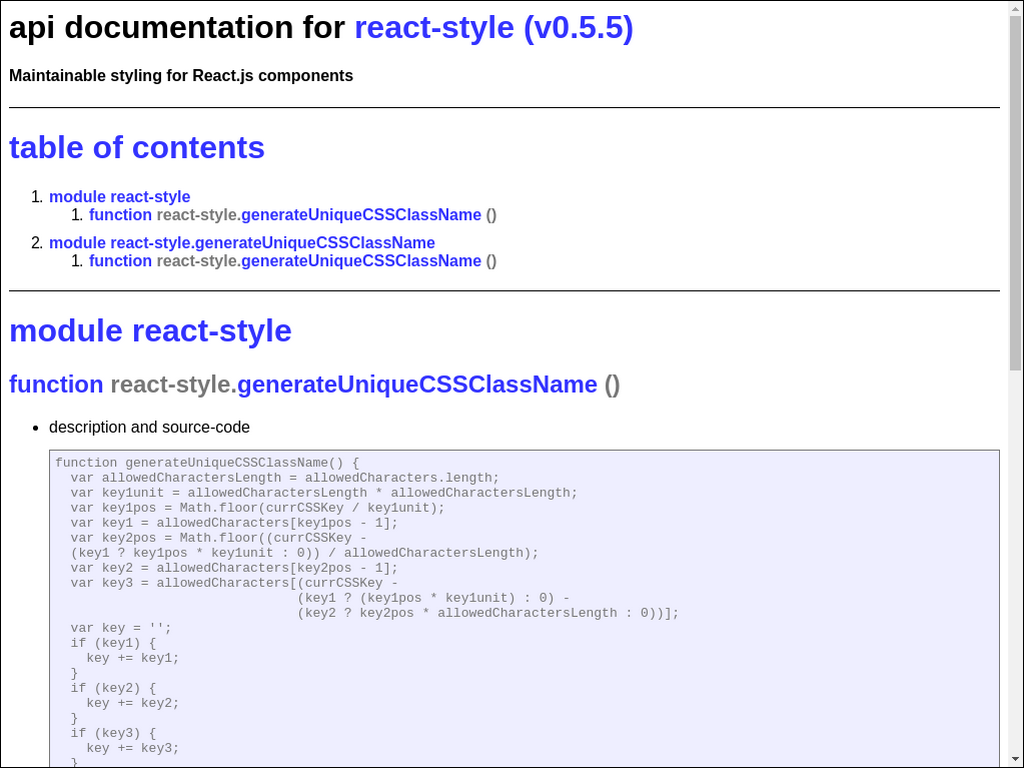 api documentation for react-style (v0.5.5)
Maintainable styling for React.js components
table of contents
1. module react-style
1. function react-style.generateUniqueCSSClassName ()
2. module react-style.generateUniqueCSSClassName
1. function react-style.generateUniqueCSSClassName ()
module react-style
function react-style.generateUniqueCSSClassName ()
• description and source-code
function generateUniqueCSSClassName() {
  var allowedCharactersLength = allowedCharacters.length;
  var key1unit = allowedCharactersLength * allowedCharactersLength;
  var key1pos = Math.floor(currCSSKey / key1unit);
  var key1 = allowedCharacters[key1pos - 1];
  var key2pos = Math.floor((currCSSKey -
  (key1 ? key1pos * key1unit : 0)) / allowedCharactersLength);
  var key2 = allowedCharacters[key2pos - 1];
  var key3 = allowedCharacters[(currCSSKey -
                               (key1 ? (key1pos * key1unit) : 0) -
                               (key2 ? key2pos * allowedCharactersLength : 0))];
  var key = '';
  if (key1) {
    key += key1;
  }
  if (key2) {
    key += key2;
  }
  if (key3) {
    key += key3;
  }